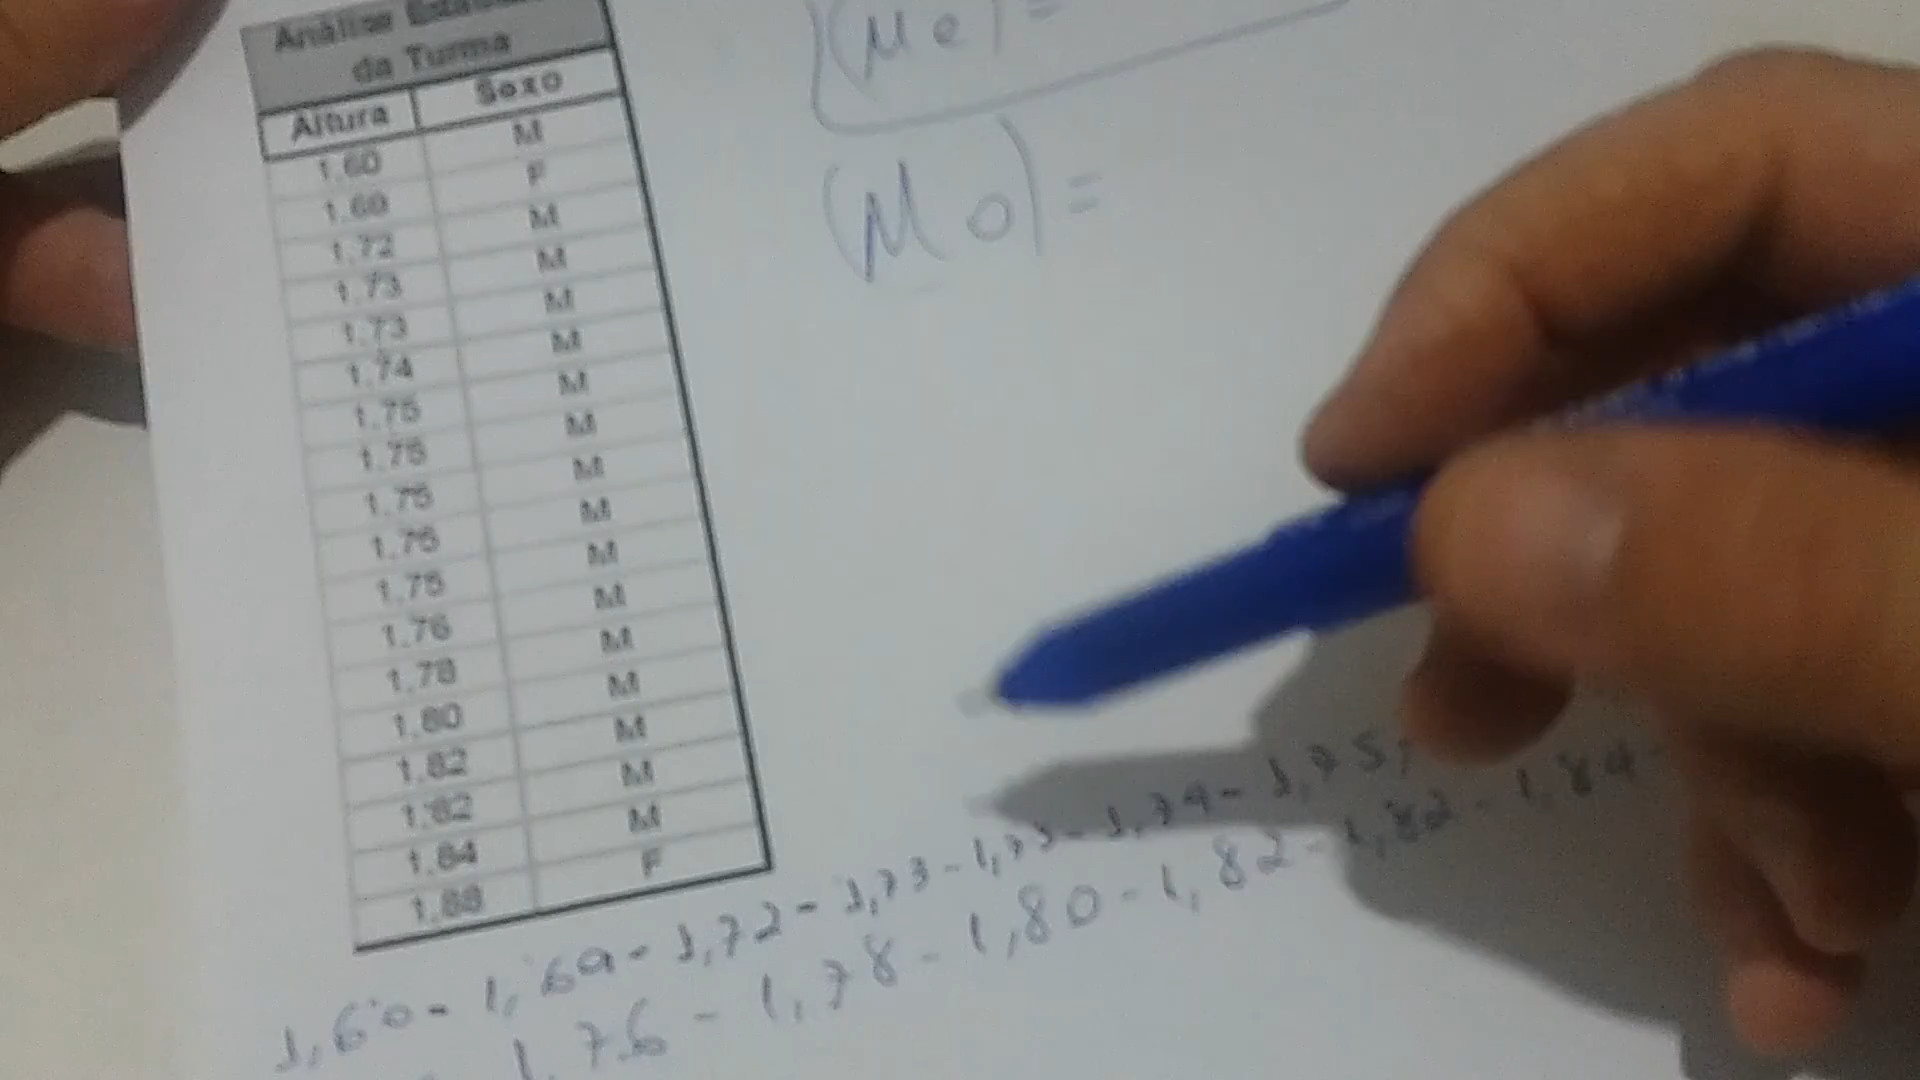 Análise
da Turma
Altura Sexo
1.60 M
1.69 F
1.72 M
1.73 M
1.73 M
1.74 M
1.75 M
1.75 M
1.75 M
1.75 M
1.75 M
1.76 M
1.78 M
1.80 M
1.82 M
1.82 M
1.84 M
1.88 F
(Me) =
(Mo) =
1,60 - 1,69 - 1,72 - 1,73 - 1,73 - 1,74 - 1,75,
1,76 - 1,78 - 1,80 - 1,82 - 1,82 - 1,84 -